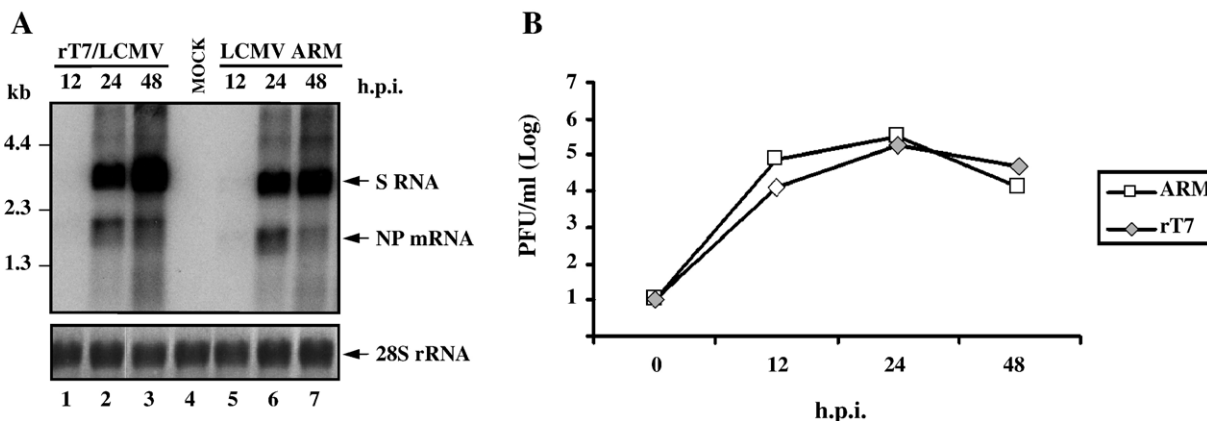 A
rT7/LCMV MOCK LCMV ARM
12 24 48 12 24 48 h.p.i.
kb
4.4
2.3
1.3
S RNA
NP mRNA
28S rRNA
1 2 3 4 5 6 7
B
PFU/ml (Log)
7
6
5
4
2
1
0 12 24 48
h.p.i.
ARM
rT7